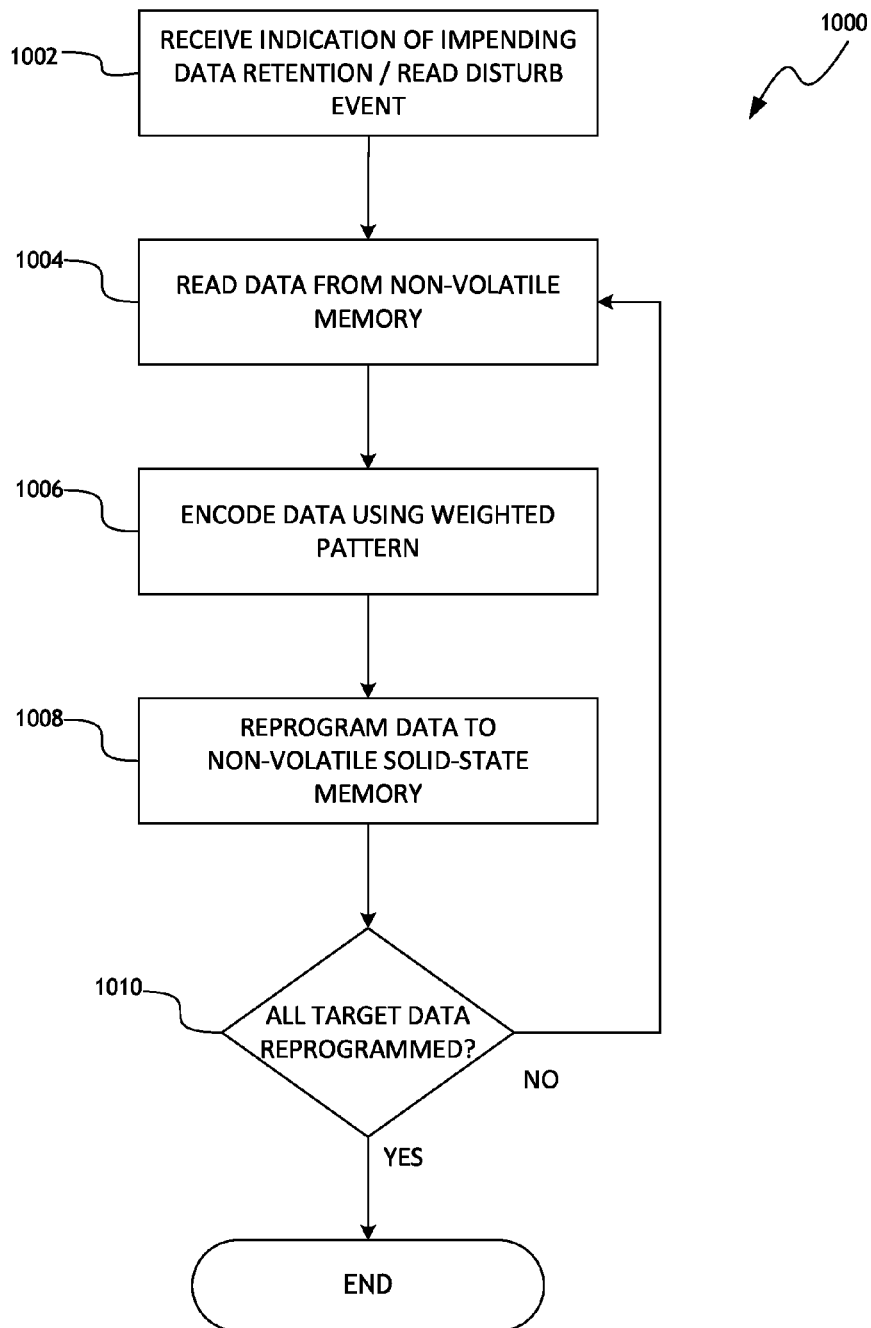 1000
1002
RECEIVE INDICATION OF IMPENDING
DATA RETENTION / READ DISTURB
EVENT
1004
READ DATA FROM NON-VOLATILE
MEMORY
1006
ENCODE DATA USING WEIGHTED
PATTERN
1008
REPROGRAM DATA TO
NON-VOLATILE SOLID-STATE
MEMORY
1010
ALL TARGET DATA
REPROGRAMMED?
NO
YES
END